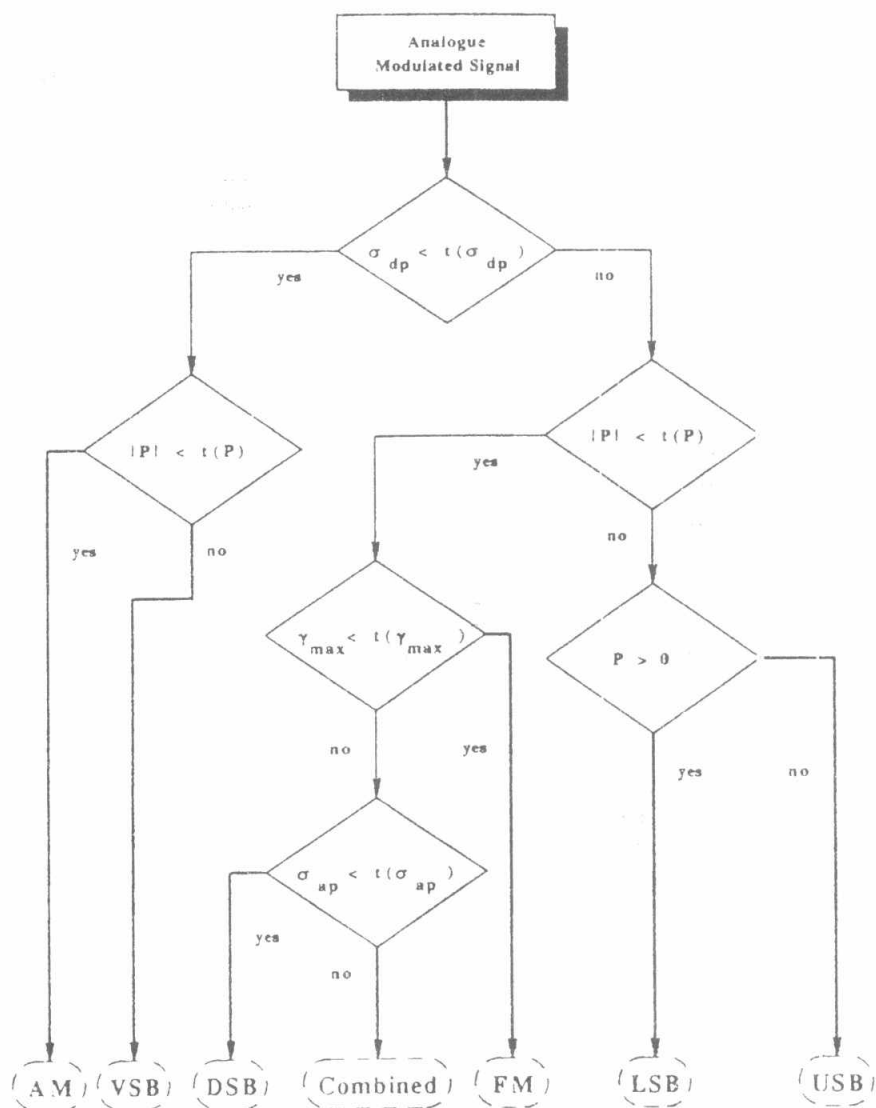 Analogue
Modulated Signal
σ dp < t(σ dp)
yes
no
|P| < t(P)
|P| < t(P)
yes
yes
no
no
γ max < t(γ max)
P > 0
no
yes
yes
no
σ ap < t(σ ap)
yes
no
AM
VSB
DSB
Combined
FM
LSB
USB